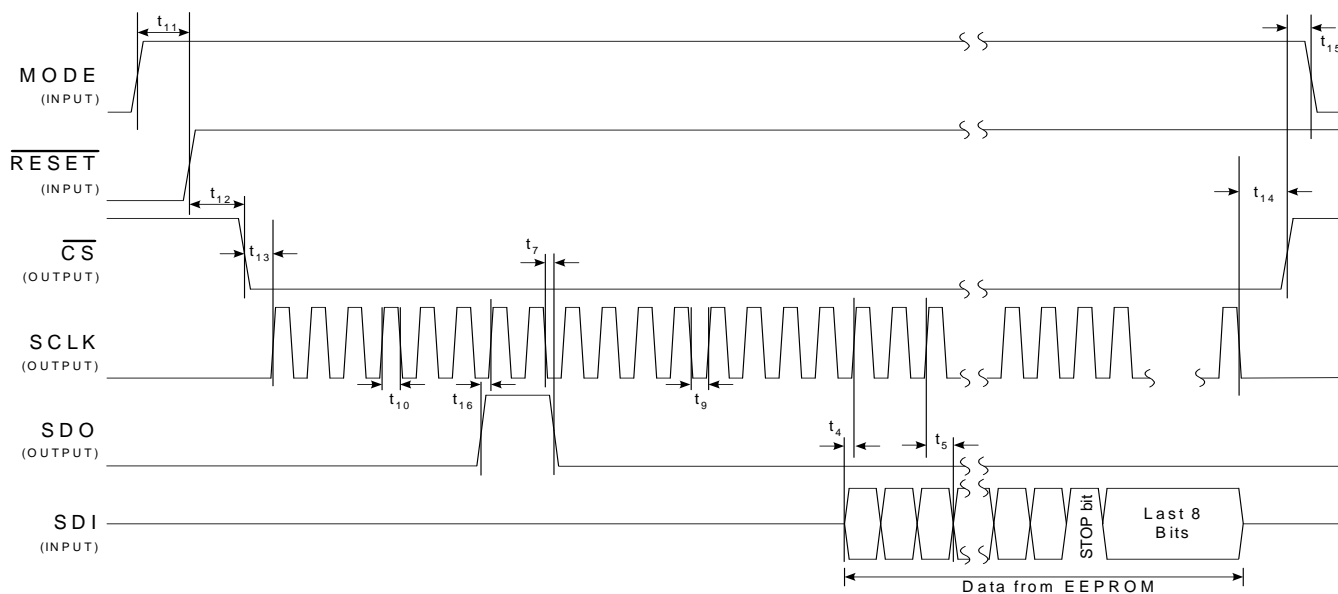 t11
t15
MODE
(INPUT)
RESET
(INPUT)
t12
t14
CS
(OUTPUT)
t13
t7
SCLK
(OUTPUT)
t10
t16
t9
SDO
(OUTPUT)
t4
t5
SDI
(INPUT)
STOP bit
Last 8
Bits
Data from EEPROM